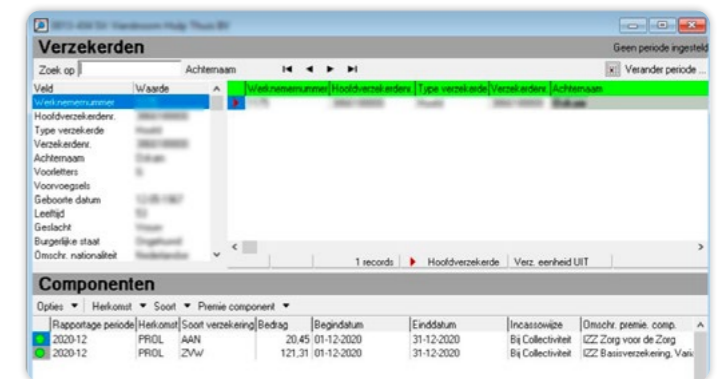 Verzekerden
Geen periode ingesteld
Zoek op
Achternaam
Verander periode ...
Veld Waarde
Werknemernummer
Hoofdverzekerdenr.
Type verzekerde
Verzekerdenr.
Achternaam
Voorletters
Voorvoegsels
Geboorte datum
Leeftijd
Geslacht
Burgerlijke staat
Omschr. nationaliteit
Werknemernummer Hoofdverzekerdenr. Type verzekerde Verzekerdenr. Achternaam
1 records Hoofdverzekerde Verz. eenheid UIT
Componenten
Opties Herkomst Soort Premie component
Rapportage periode Herkomst Soort verzekering Bedrag Begindatum Einddatum Incassowijze Omschr. premie. comp.
2020-12 PROL AAN 20,45 01-12-2020 31-12-2020 Bij Collectiviteit IZZ Zorg voor de Zorg
2020-12 PROL ZVW 121,31 01-12-2020 31-12-2020 Bij Collectiviteit IZZ Basisverzekering, Varia